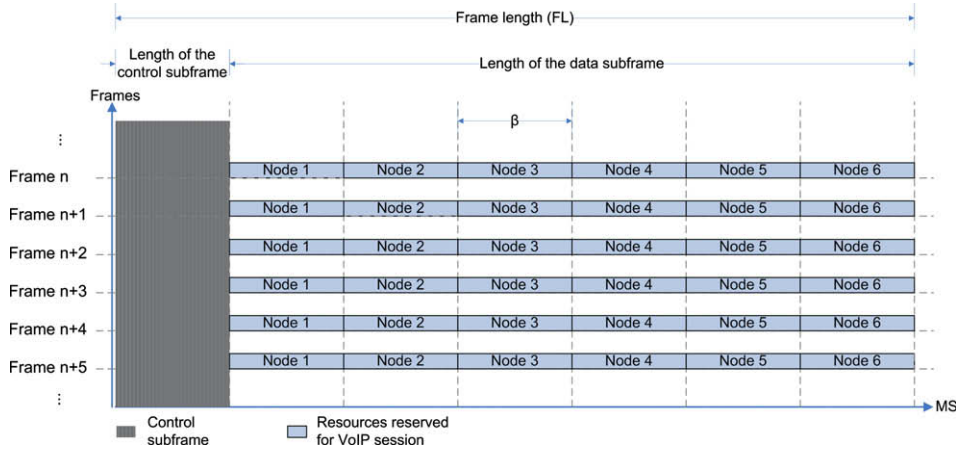 Frame length (FL)
Length of the
control subframe
Length of the data subframe
Frames
β
...
Frame n
Node 1 Node 2 Node 3 Node 4 Node 5 Node 6
Frame n+1
Node 1 Node 2 Node 3 Node 4 Node 5 Node 6
Frame n+2
Node 1 Node 2 Node 3 Node 4 Node 5 Node 6
Frame n+3
Node 1 Node 2 Node 3 Node 4 Node 5 Node 6
Frame n+4
Node 1 Node 2 Node 3 Node 4 Node 5 Node 6
Frame n+5
Node 1 Node 2 Node 3 Node 4 Node 5 Node 6
...
MS
Control
subframe
Resources reserved
for VoIP session